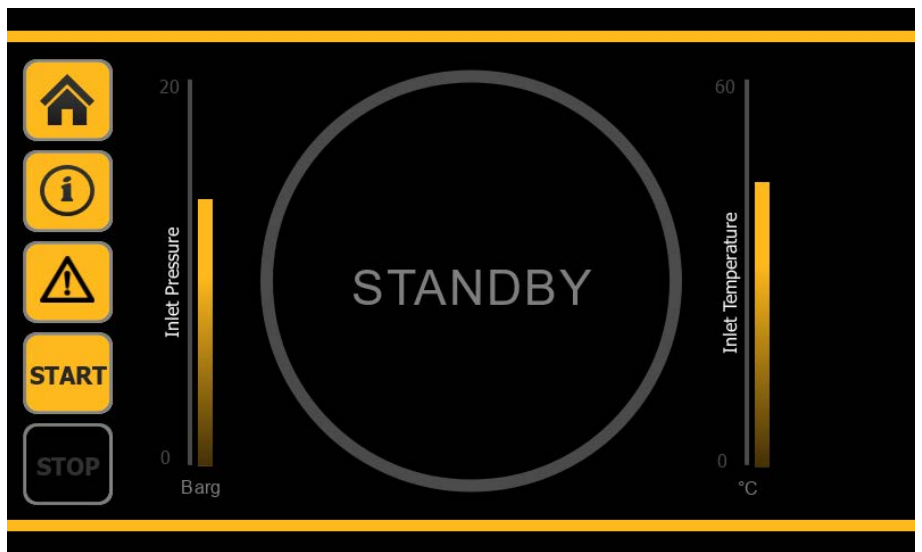 20
Inlet Pressure
0
Barg
START
STOP
STANDBY
60
Inlet Temperature
0
°C